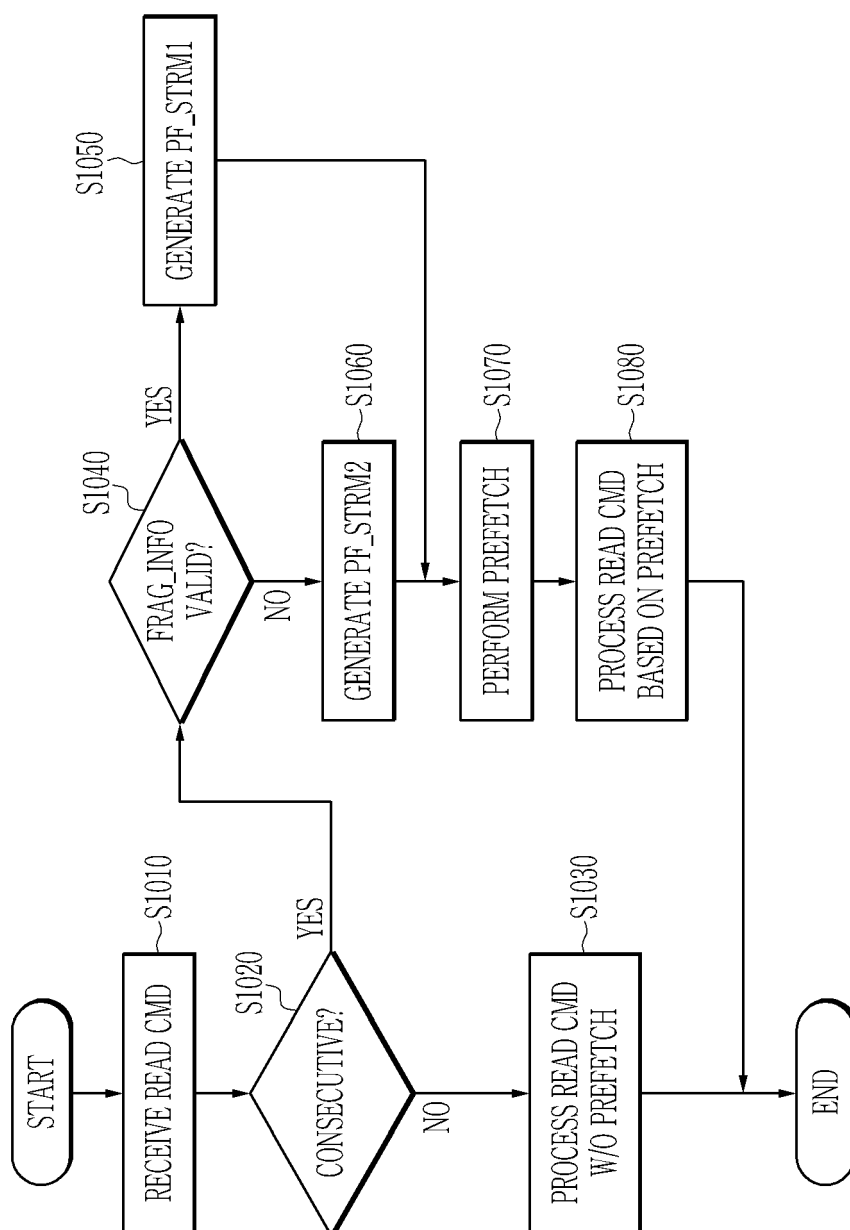 START
S1010
RECEIVE READ CMD
S1020
CONSECUTIVE?
YES
NO
S1030
PROCESS READ CMD
W/O PREFETCH
S1040
FRAG_INFO
VALID?
YES
NO
S1050
GENERATE PF_STRM1
S1060
GENERATE PF_STRM2
S1070
PERFORM PREFETCH
S1080
PROCESS READ CMD
BASED ON PREFETCH
END